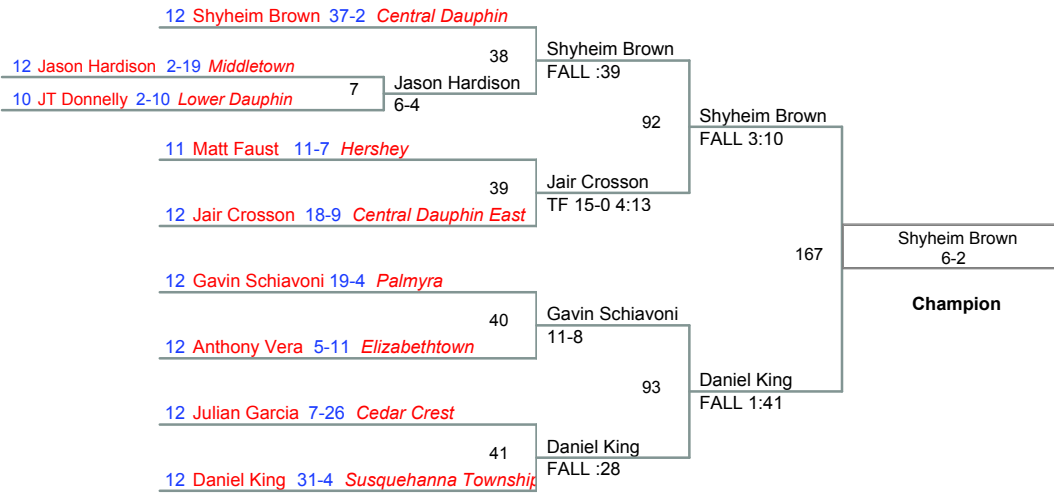 12 Shyheim Brown 37-2 Central Dauphin
38
Shyheim Brown
FALL :39
12 Jason Hardison 2-19 Middletown
7
Jason Hardison
6-4
10 JT Donnelly 2-10 Lower Dauphin
92
Shyheim Brown
FALL 3:10
11 Matt Faust 11-7 Hershey
39
Jair Crosson
TF 15-0 4:13
12 Jair Crosson 18-9 Central Dauphin East
167
Shyheim Brown
6-2
Champion
12 Gavin Schiavoni 19-4 Palmyra
40
Gavin Schiavoni
11-8
12 Anthony Vera 5-11 Elizabethtown
93
Daniel King
FALL 1:41
12 Julian Garcia 7-26 Cedar Crest
41
Daniel King
FALL :28
12 Daniel King 31-4 Susquehanna Township